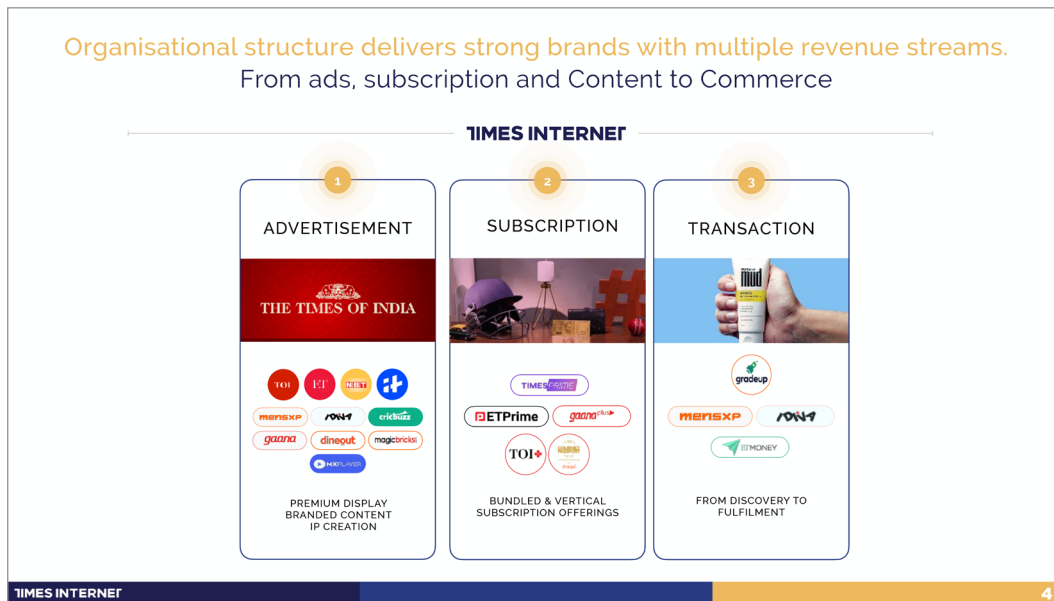 Organisational structure delivers strong brands with multiple revenue streams.
From ads, subscription and Content to Commerce
TIMES INTERNET
1
ADVERTISEMENT
THE TIMES OF INDIA
TOI
ET
NBT
mensxp
cricbuzz
gaana
dineout
magicbricks
MXPLAYER
PREMIUM DISPLAY
BRANDED CONTENT
IP CREATION
2
SUBSCRIPTION
TIMES PRIME
ETPrime
gaana plus
TOI+
BUNDLED & VERTICAL
SUBSCRIPTION OFFERINGS
3
TRANSACTION
mud
gradeup
mensxp
ETMONEY
FROM DISCOVERY TO
FULFILMENT
TIMES INTERNET
4